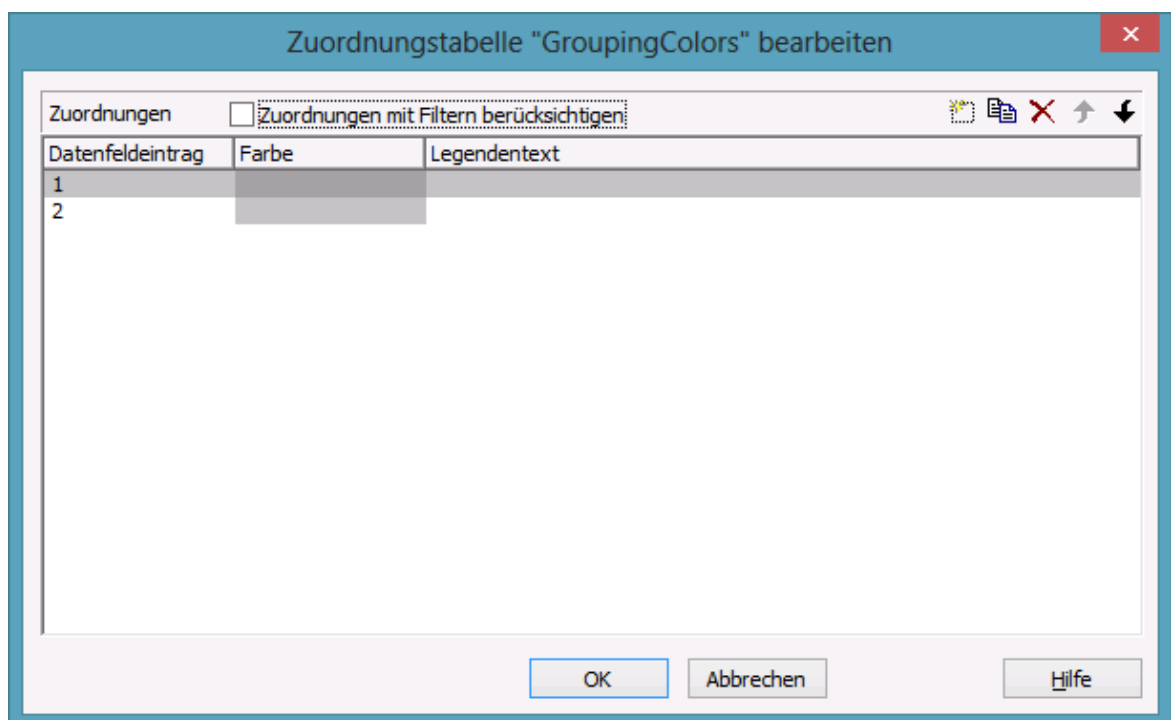 Zuordnungstabelle "GroupingColors" bearbeiten
Zuordnungen Zuordnungen mit Filtern berücksichtigen
Datenfeldeintrag Farbe Legendentext
1
2
OK Abbrechen Hilfe